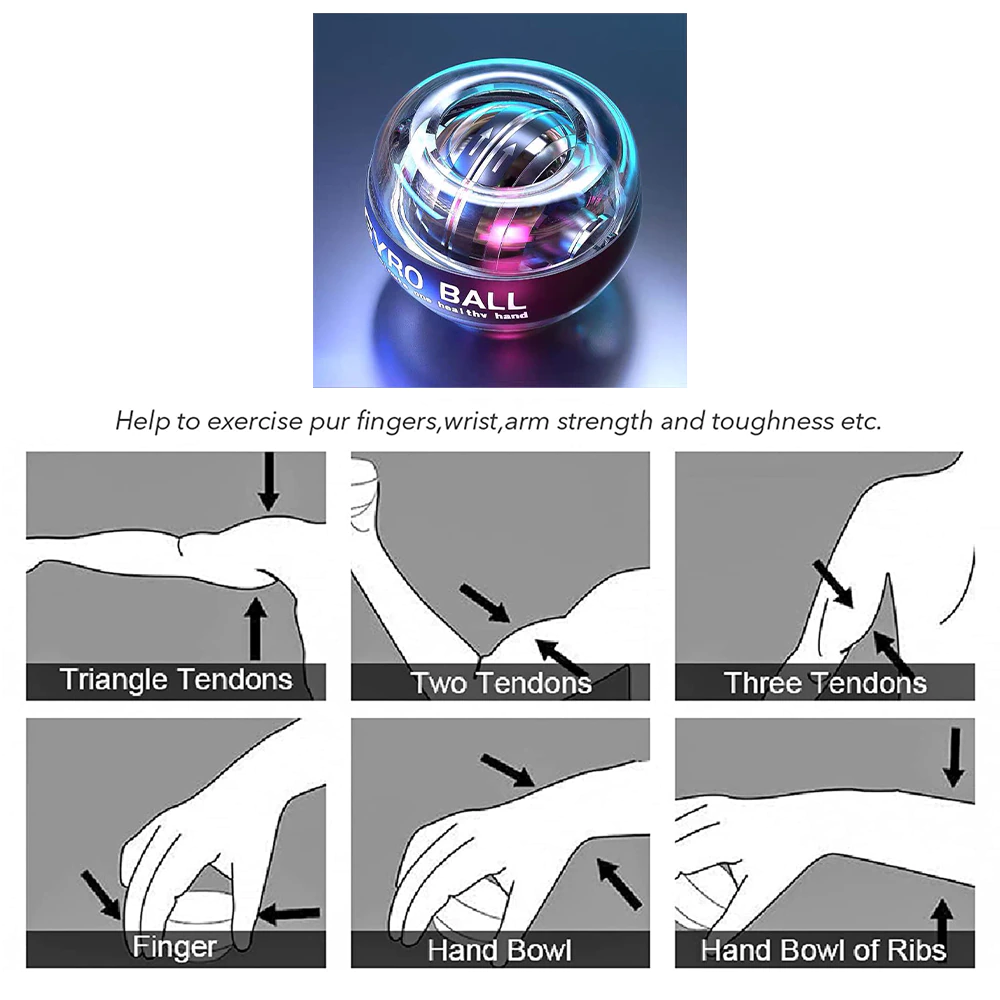 GYRO BALL
one healthy hand
Help to exercise pur fingers,wrist,arm strength and toughness etc.
Triangle Tendons
Two Tendons
Three Tendons
Finger
Hand Bowl
Hand Bowl of Ribs